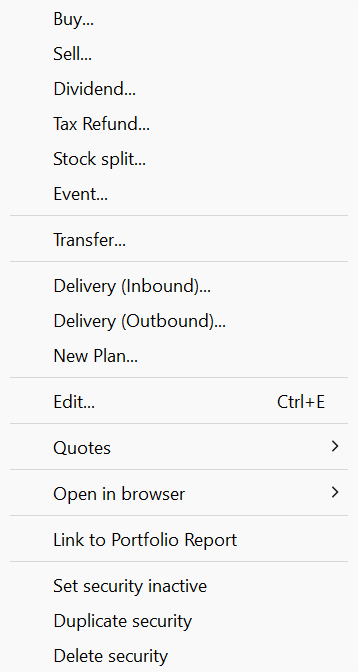 Buy...
Sell...
Dividend...
Tax Refund...
Stock split...
Event...
Transfer...
Delivery (Inbound)...
Delivery (Outbound)...
New Plan...
Edit... Ctrl+E
Quotes
Open in browser
Link to Portfolio Report
Set security inactive
Duplicate security
Delete security